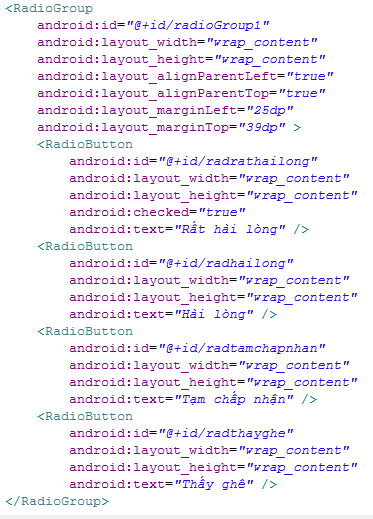 <RadioGroup
android:id="@+id/radioGroup1"
android:layout_width="wrap_content"
android:layout_height="wrap_content"
android:layout_alignParentLeft="true"
android:layout_alignParentTop="true"
android:layout_marginLeft="25dp"
android:layout_marginTop="39dp" >
<RadioButton
android:id="@+id/radrathailong"
android:layout_width="wrap_content"
android:layout_height="wrap_content"
android:checked="true"
android:text="Rất hài lòng" />
<RadioButton
android:id="@+id/radhailong"
android:layout_width="wrap_content"
android:layout_height="wrap_content"
android:text="Hài lòng" />
<RadioButton
android:id="@+id/radtamchapnhan"
android:layout_width="wrap_content"
android:layout_height="wrap_content"
android:text="Tạm chấp nhận" />
<RadioButton
android:id="@+id/radthayghe"
android:layout_width="wrap_content"
android:layout_height="wrap_content"
android:text="Thấy ghê" />
</RadioGroup>